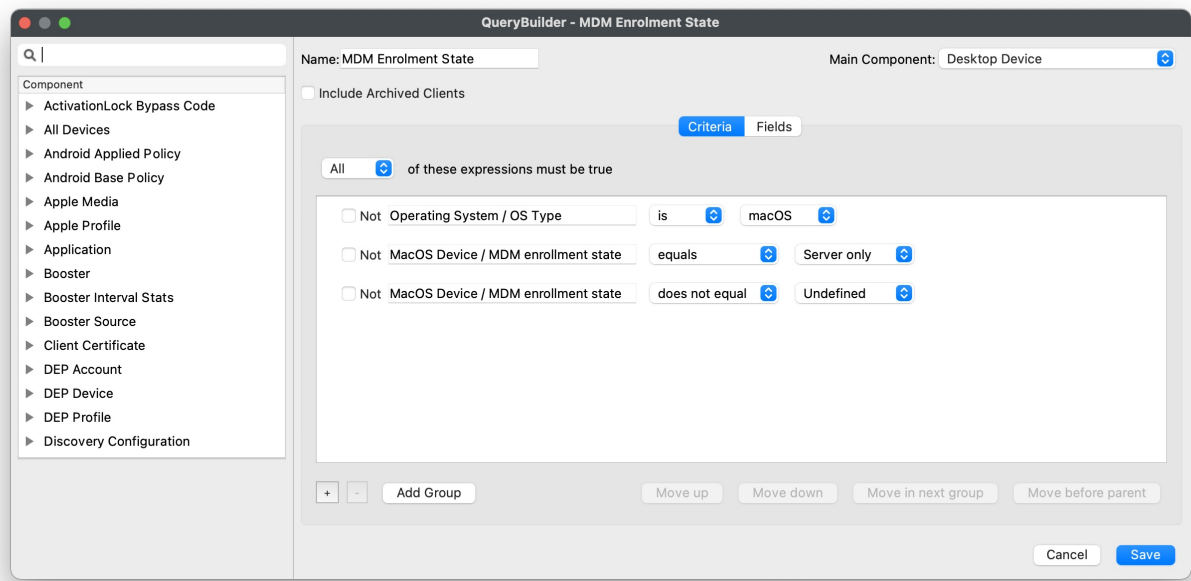 QueryBuilder - MDM Enrolment State
Name: MDM Enrolment State
Main Component: Desktop Device
Include Archived Clients
Component
ActivationLock Bypass Code
All Devices
Android Applied Policy
Android Base Policy
Apple Media
Apple Profile
Application
Booster
Booster Interval Stats
Booster Source
Client Certificate
DEP Account
DEP Device
DEP Profile
Discovery Configuration
Criteria Fields
All of these expressions must be true
Not Operating System / OS Type is macOS
Not MacOS Device / MDM enrollment state equals Server only
Not MacOS Device / MDM enrollment state does not equal Undefined
+ - Add Group Move up Move down Move in next group Move before parent
Cancel Save